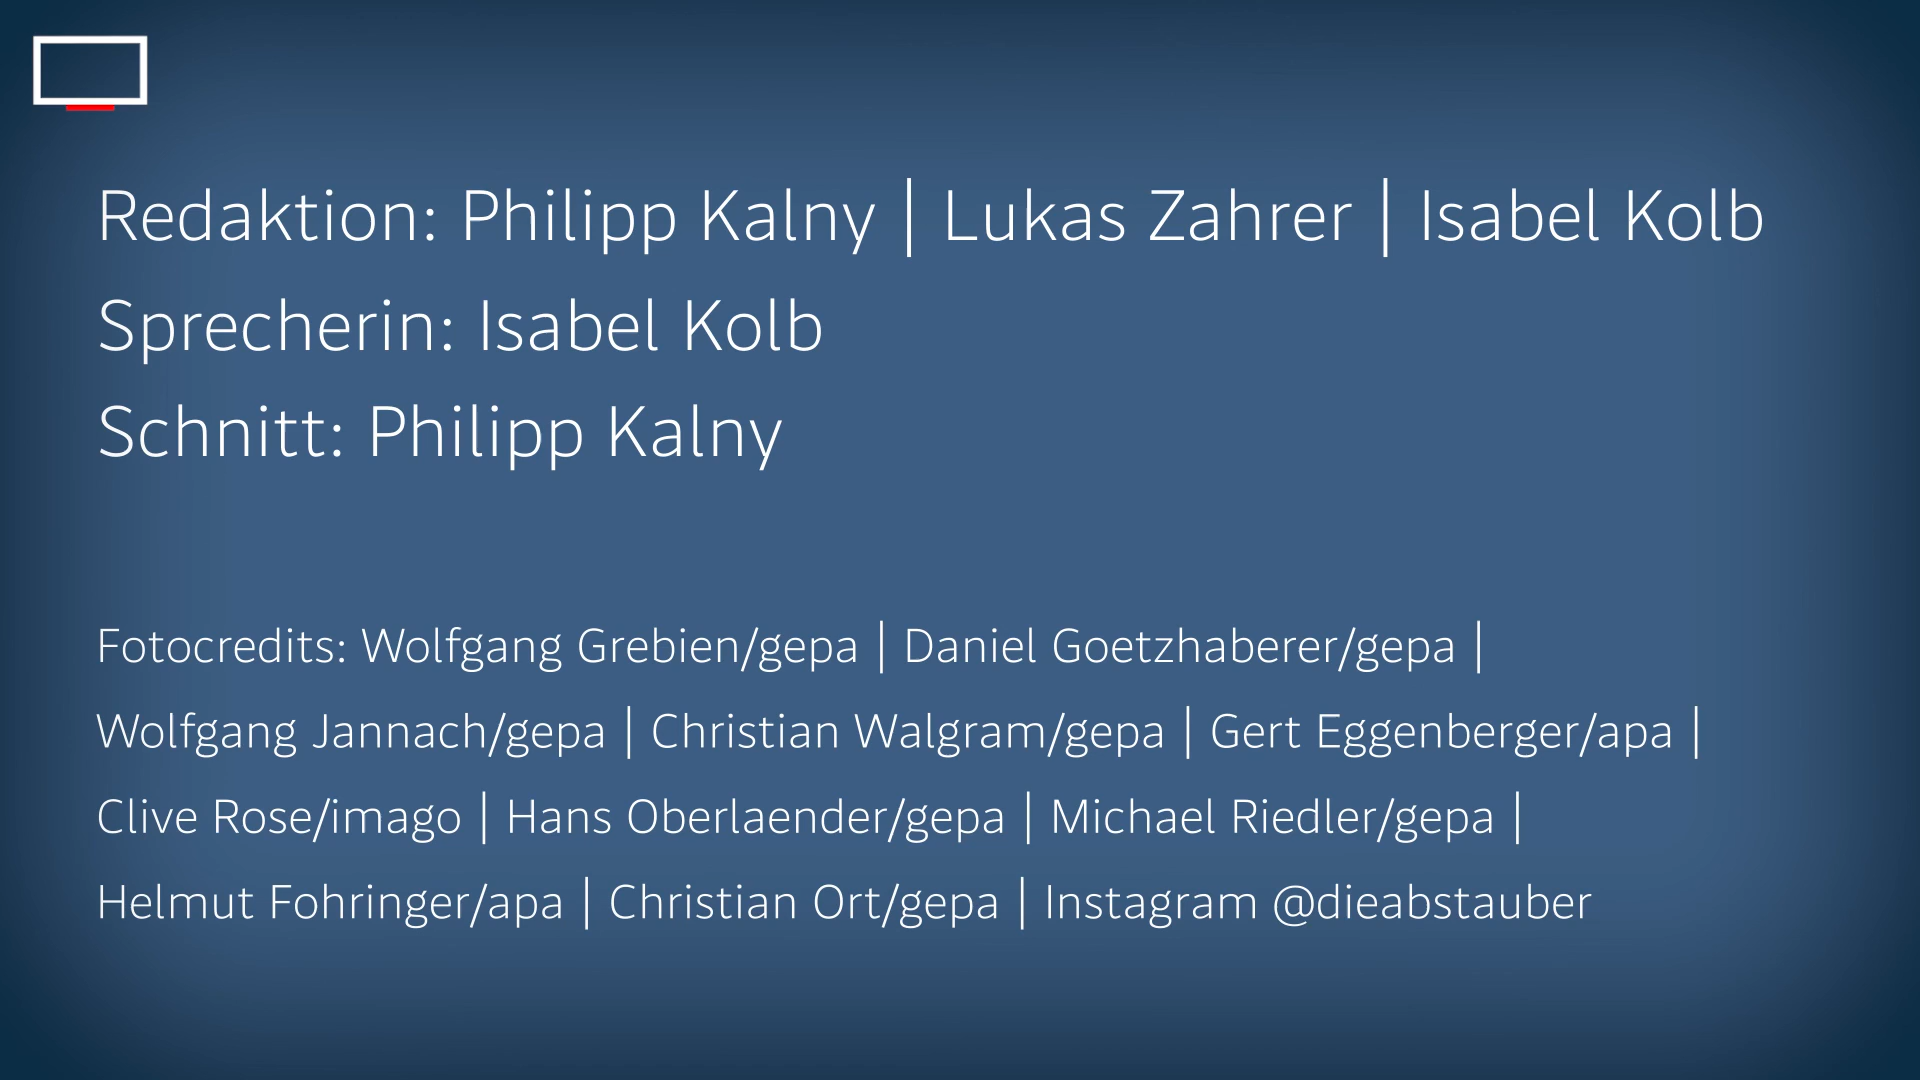 Redaktion: Philipp Kalny | Lukas Zahrer | Isabel Kolb
Sprecherin: Isabel Kolb
Schnitt: Philipp Kalny
Fotocredits: Wolfgang Grebien/gepa | Daniel Goetzhaberer/gepa |
Wolfgang Jannach/gepa | Christian Walgram/gepa | Gert Eggenberger/apa |
Clive Rose/imago | Hans Oberlaender/gepa | Michael Riedler/gepa |
Helmut Fohringer/apa | Christian Ort/gepa | Instagram @dieabstauber